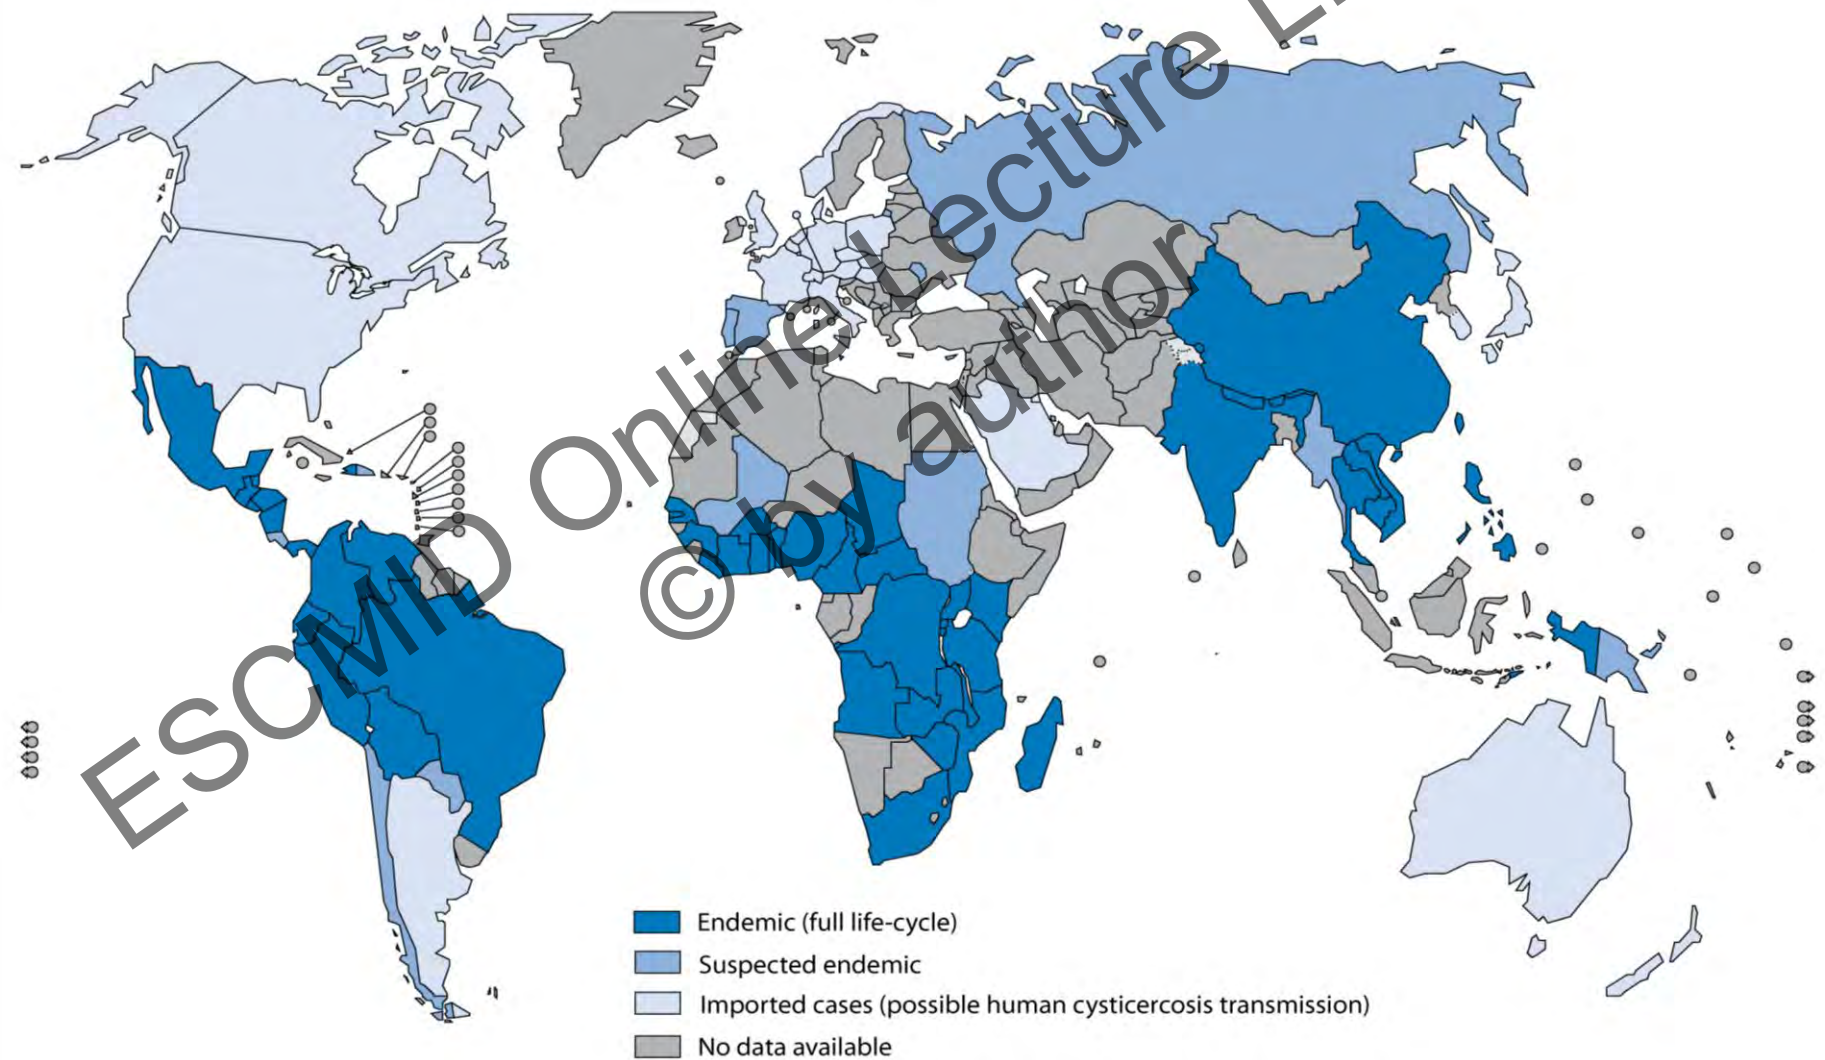 ESCMID Online Lecture Li
© by author
Endemic (full life-cycle)
Suspected endemic
Imported cases (possible human cysticercosis transmission)
No data available